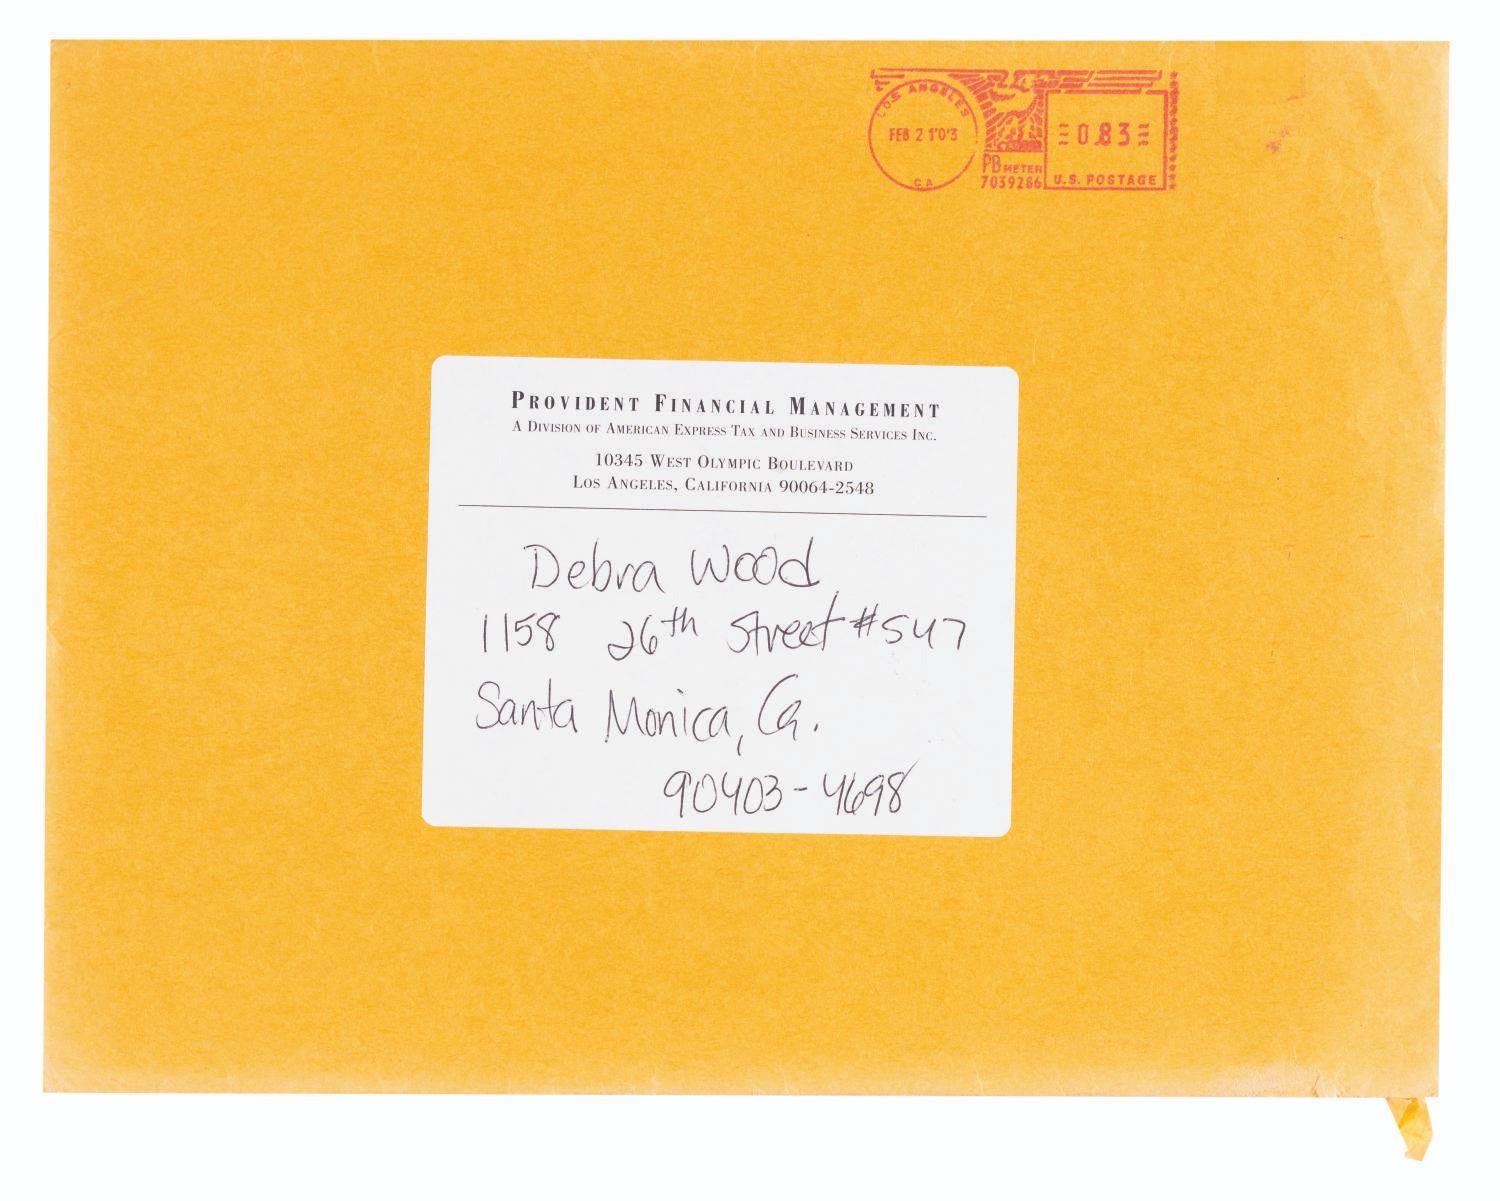 LOS ANGELES
FEB 21'03
CA
PB METER
7039286
0.83
U.S. POSTAGE
PROVIDENT FINANCIAL MANAGEMENT
A DIVISION OF AMERICAN EXPRESS TAX AND BUSINESS SERVICES INC.
10345 WEST OLYMPIC BOULEVARD
LOS ANGELES, CALIFORNIA 90064-2548
Debra Wood
1158 26th Street #547
Santa Monica, Ca.
90403-4698